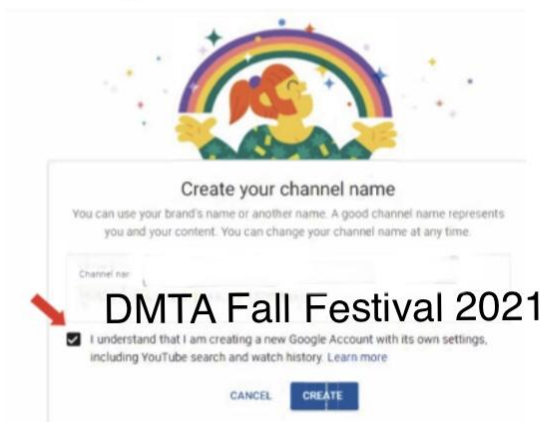 Create your channel name
You can use your brand's name or another name. A good channel name represents
you and your content. You can change your channel name at any time.
Channel nar
DMTA Fall Festival 2021
I understand that I am creating a new Google Account with its own settings,
including YouTube search and watch history. Learn more
CANCEL CREATE